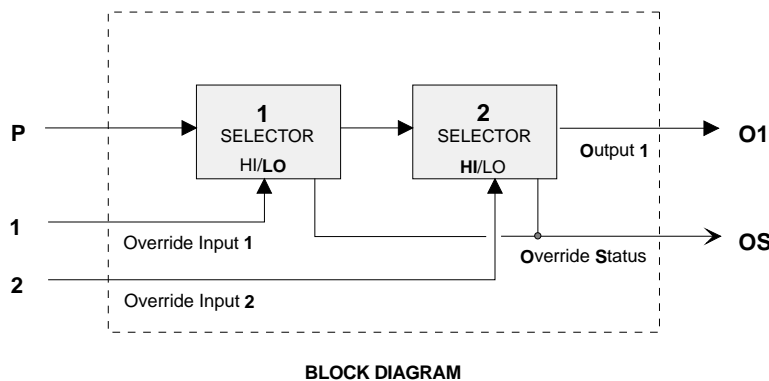 1
SELECTOR
HI/LO
2
SELECTOR
HI/LO
P
O1
Output 1
1
Override Input 1
OS
Override Status
2
Override Input 2
BLOCK DIAGRAM